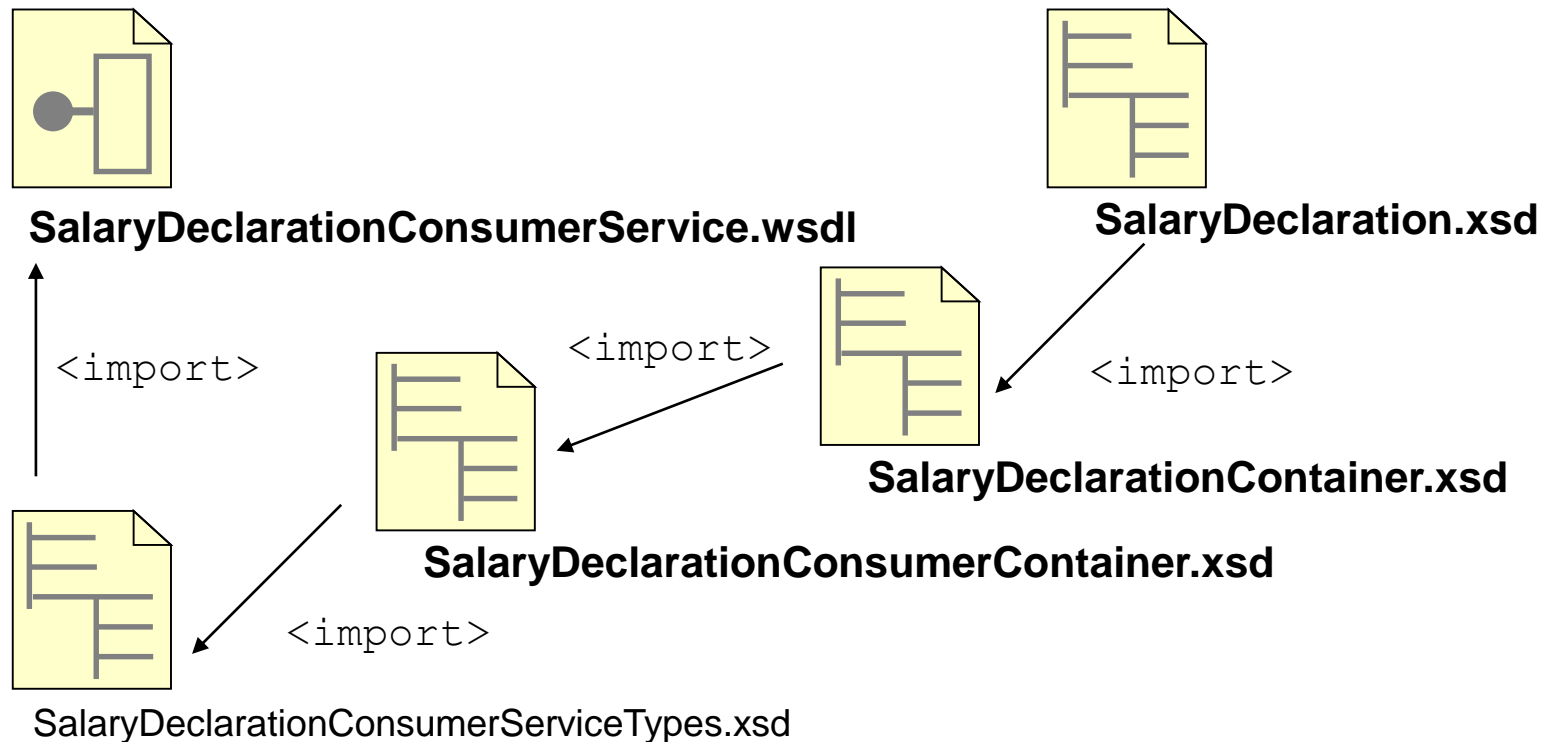 SalaryDeclarationConsumerService.wsdl
SalaryDeclaration.xsd
<import>
<import>
<import>
SalaryDeclarationContainer.xsd
SalaryDeclarationConsumerContainer.xsd
<import>
SalaryDeclarationConsumerServiceTypes.xsd